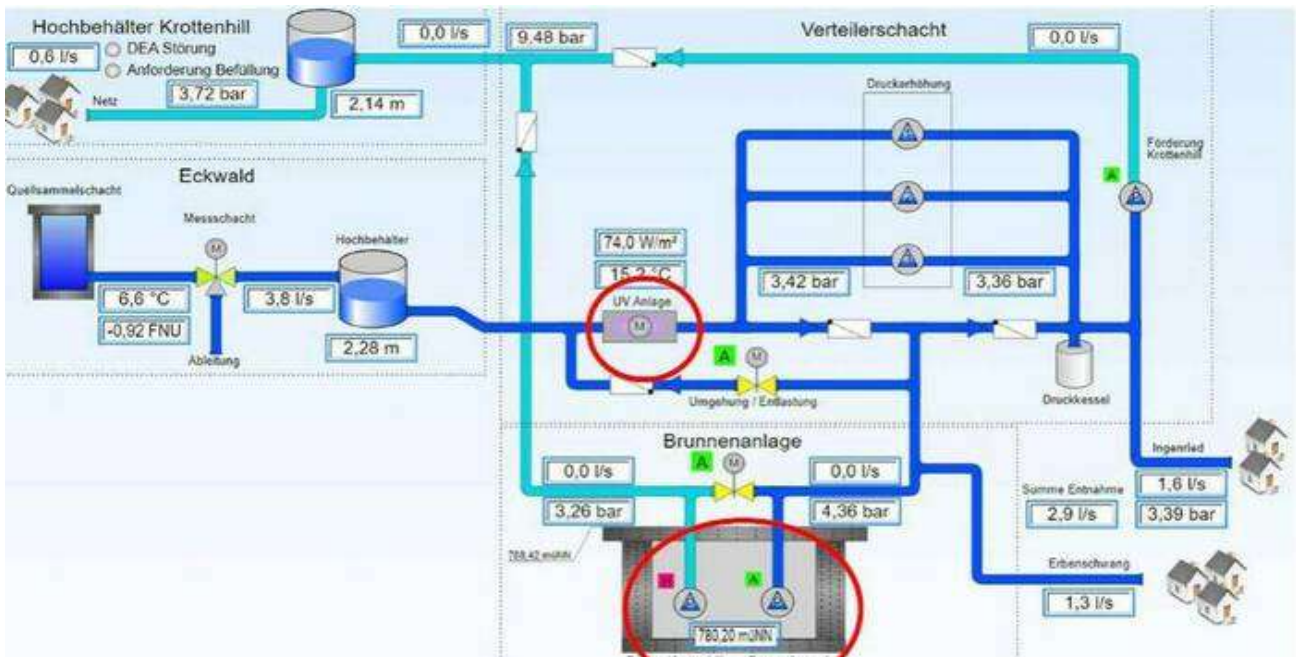 Hochbehälter Krottenhill
0,6 l/s
DEA Störung
Anforderung Befüllung
3,72 bar
Netz
2,14 m
0,0 l/s
9,48 bar
Verteilerschacht
0,0 l/s
Druckerhöhung
Förderung
Krottenhill
A
Eckwald
Quellsammelschacht
Messschacht
M
Hochbehälter
6,6 °C
-0,92 FNU
3,8 l/s
Ableitung
2,28 m
74,0 W/m²
15,2 °C
UV Anlage
M
3,42 bar
3,36 bar
A
M
Umgehung / Entlastung
Druckkessel
Brunnenanlage
A
M
0,0 l/s
3,26 bar
0,0 l/s
4,36 bar
788,42 müNN
H
A
780,20 müNN
Ingenried
1,6 l/s
3,39 bar
Summe Entnahme
2,9 l/s
Erbenschwang
1,3 l/s